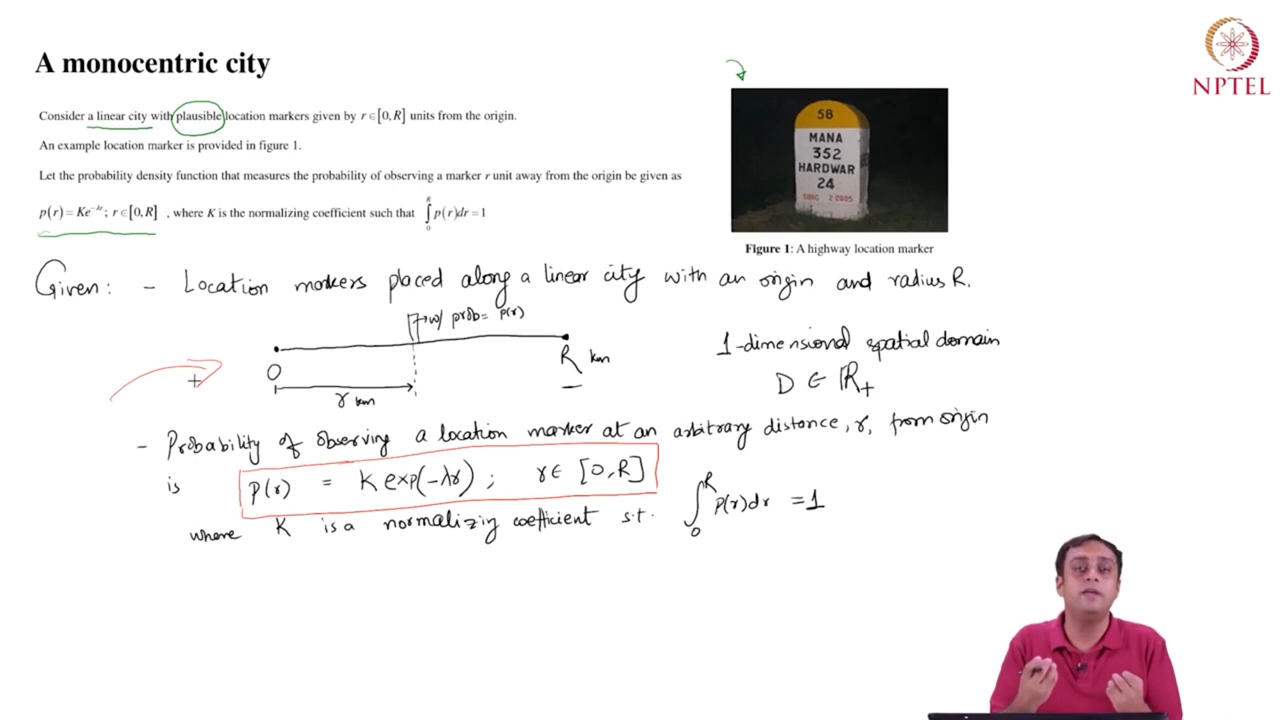 A monocentric city
NPTEL
Consider a linear city with plausible location markers given by r ∈ [0, R] units from the origin.
An example location marker is provided in figure 1.
Let the probability density function that measures the probability of observing a marker r unit away from the origin be given as
p(r) = Ke^{-λr}; r ∈ [0, R] , where K is the normalizing coefficient such that ∫_0^R p(r)dr = 1
58
MANA
352
HARDWAR
24
Figure 1: A highway location marker
Given: - Location markers placed along a linear city with an origin and radius R.
→ w/ prob = p(r)
O
R km
r km
1-dimensional spatial domain
D ∈ ℝ+
- Probability of observing a location marker at an arbitrary distance, r, from origin
is p(r) = K exp(-λr) ; r ∈ [0, R]
where K is a normalizing coefficient s.t. ∫_0^R p(r)dr = 1